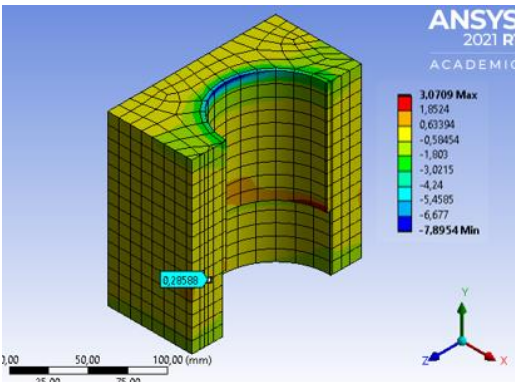 ANSYS
2021 R
ACADEMIC
3,0709 Max
1,8524
0,63394
-0,58454
-1,803
-3,0215
-4,24
-5,4585
-6,677
-7,8954 Min
0,28588
Y
Z
X
0,00 50,00 100,00 (mm)
25,00 75,00